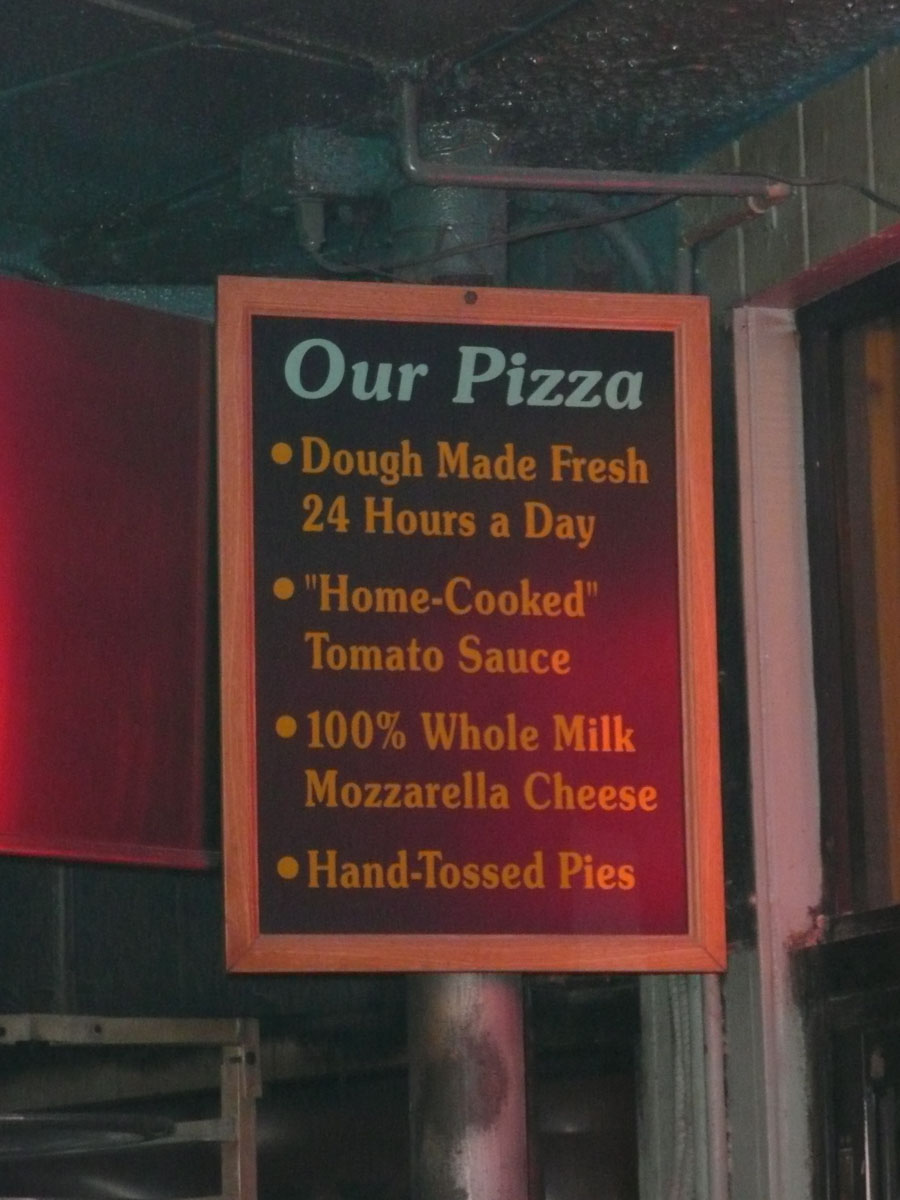 Our Pizza
• Dough Made Fresh
24 Hours a Day
• "Home-Cooked"
Tomato Sauce
• 100% Whole Milk
Mozzarella Cheese
• Hand-Tossed Pies